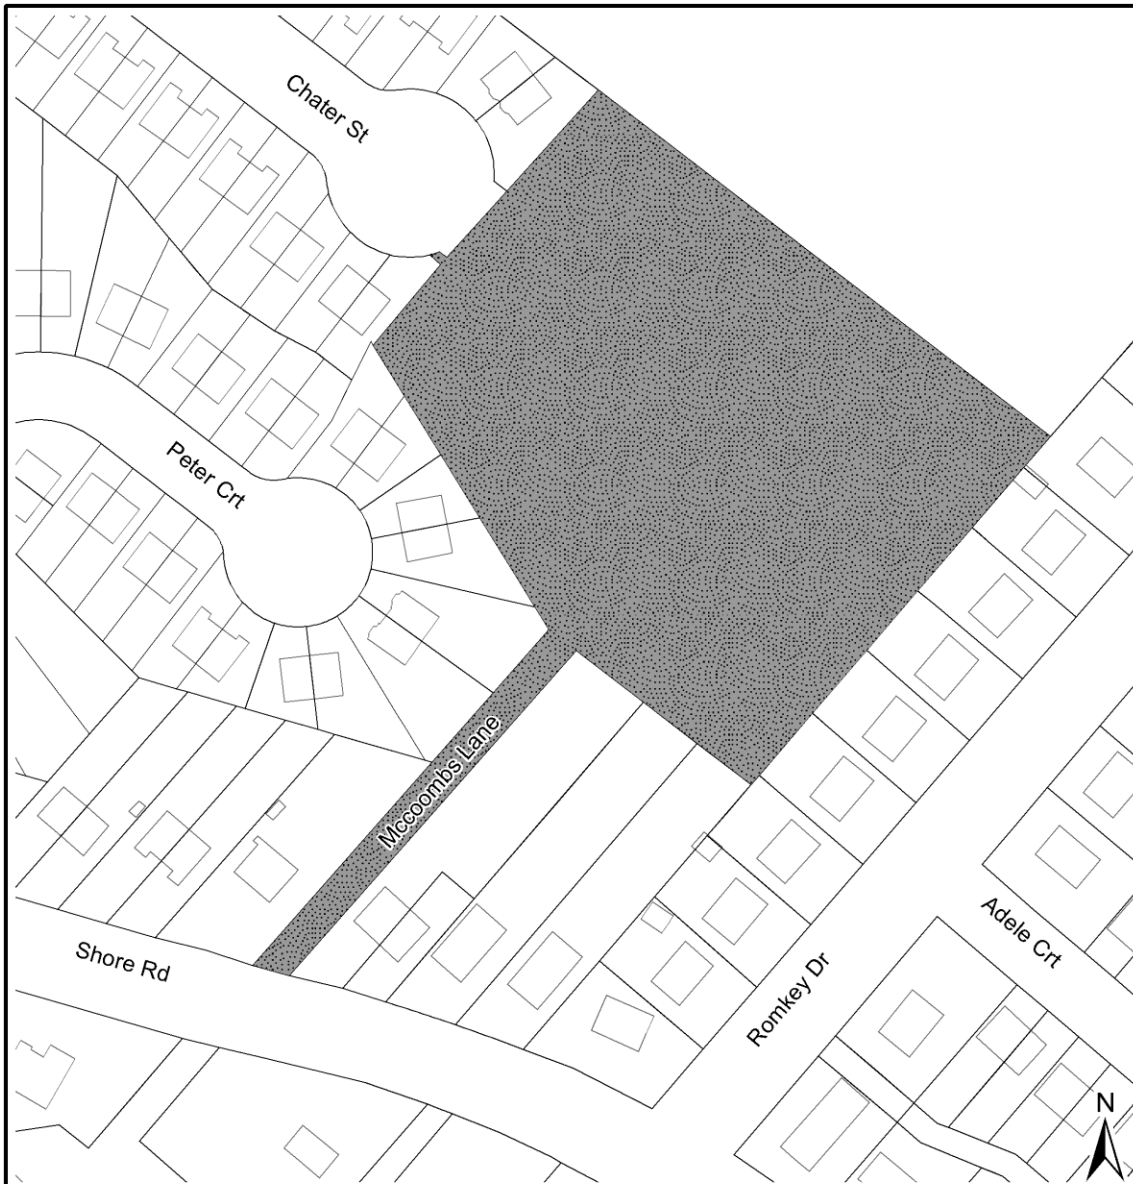 Chater St
Peter Crt
Mccoombs Lane
Shore Rd
Adele Crt
Romkey Dr
N